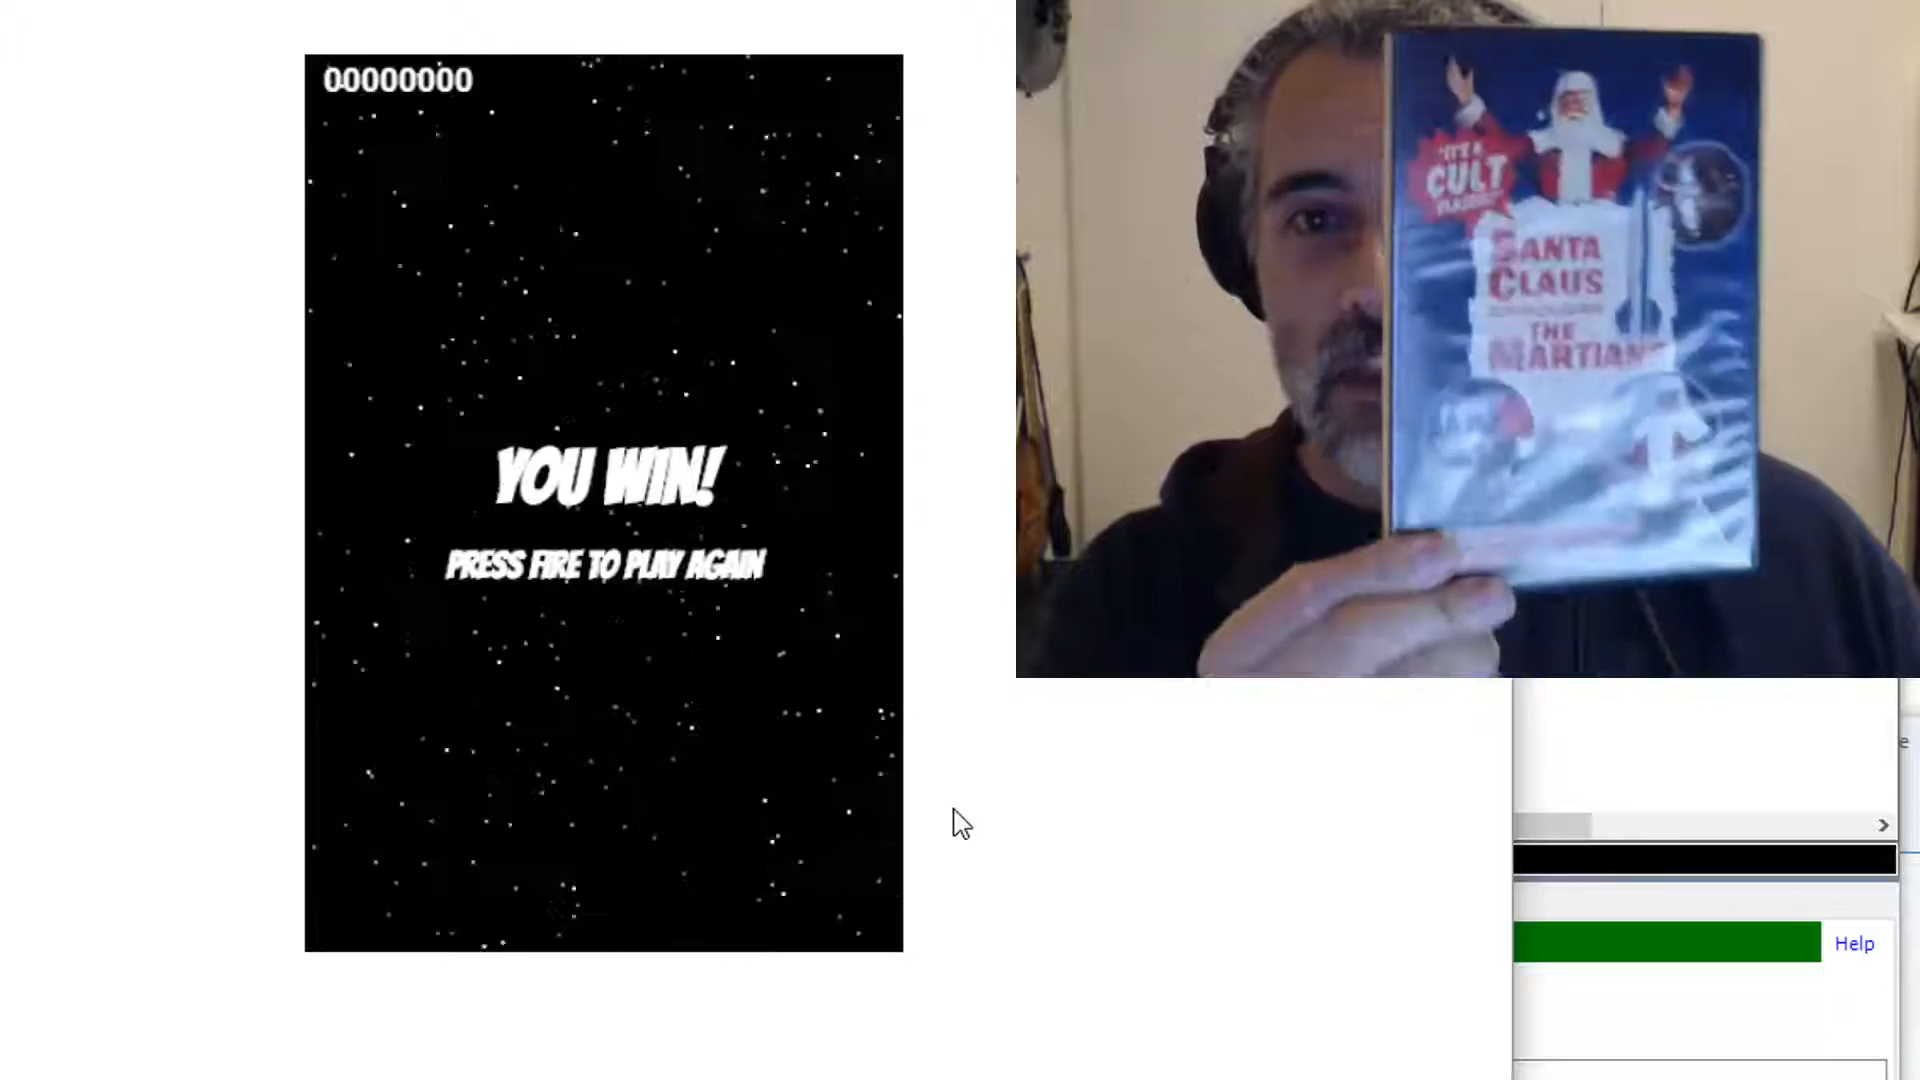 00000000
YOU WIN!
PRESS FIRE TO PLAY AGAIN
"IT'S A
CULT
CLASSIC!"
SANTA
CLAUS
THE
MARTIANS
Help